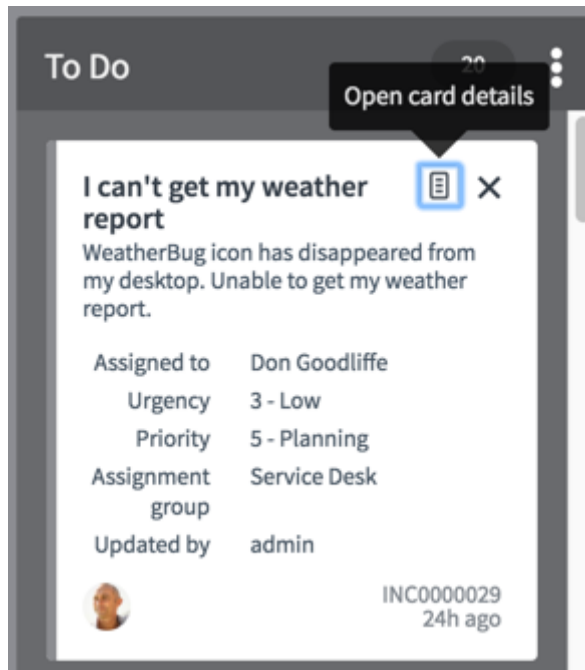 To Do
20
Open card details
I can't get my weather
report
WeatherBug icon has disappeared from
my desktop. Unable to get my weather
report.
Assigned to Don Goodliffe
Urgency 3 - Low
Priority 5 - Planning
Assignment Service Desk
group
Updated by admin
INC0000029
24h ago